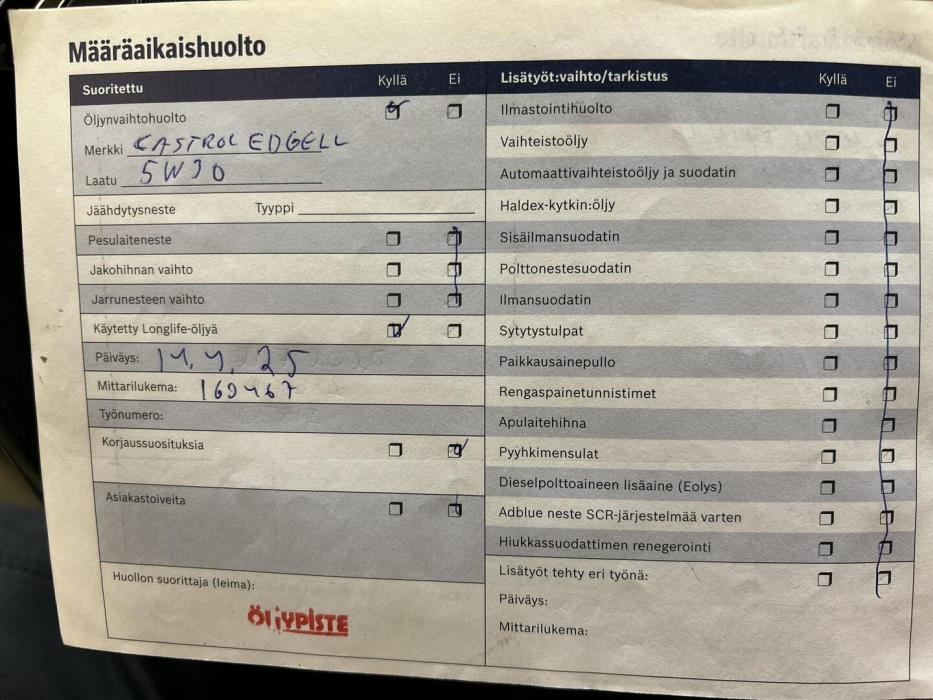 Määräaikaishuolto
Suoritettu Kyllä Ei
Öljynvaihtohuolto
Merkki CASTROL EDGELL
Laatu 5W30
Jäähdytysneste Tyyppi
Pesulaiteneste
Jakohihnan vaihto
Jarrunesteen vaihto
Käytetty Longlife-öljyä
Päiväys: 14.4.25
Mittarilukema: 169467
Työnumero:
Korjaussuosituksia
Asiakastoiveita
Huollon suorittaja (leima):
ÖljYPISTE
Lisätyöt:vaihto/tarkistus Kyllä Ei
Ilmastointihuolto
Vaihteistoöljy
Automaattivaihteistoöljy ja suodatin
Haldex-kytkin:öljy
Sisäilmansuodatin
Polttonestesuodatin
Ilmansuodatin
Sytytystulpat
Paikkausainepullo
Rengaspainetunnistimet
Apulaitehihna
Pyyhkimensulat
Dieselpolttoaineen lisäaine (Eolys)
Adblue neste SCR-järjestelmää varten
Hiukkassuodattimen renegerointi
Lisätyöt tehty eri työnä:
Päiväys:
Mittarilukema: